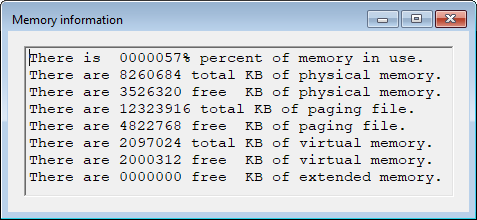 Memory information
There is  0000057% percent of memory in use.
There are 8260684 total KB of physical memory.
There are 3526320 free  KB of physical memory.
There are 12323916 total KB of paging file.
There are 4822768 free  KB of paging file.
There are 2097024 total KB of virtual memory.
There are 2000312 free  KB of virtual memory.
There are 0000000 free  KB of extended memory.